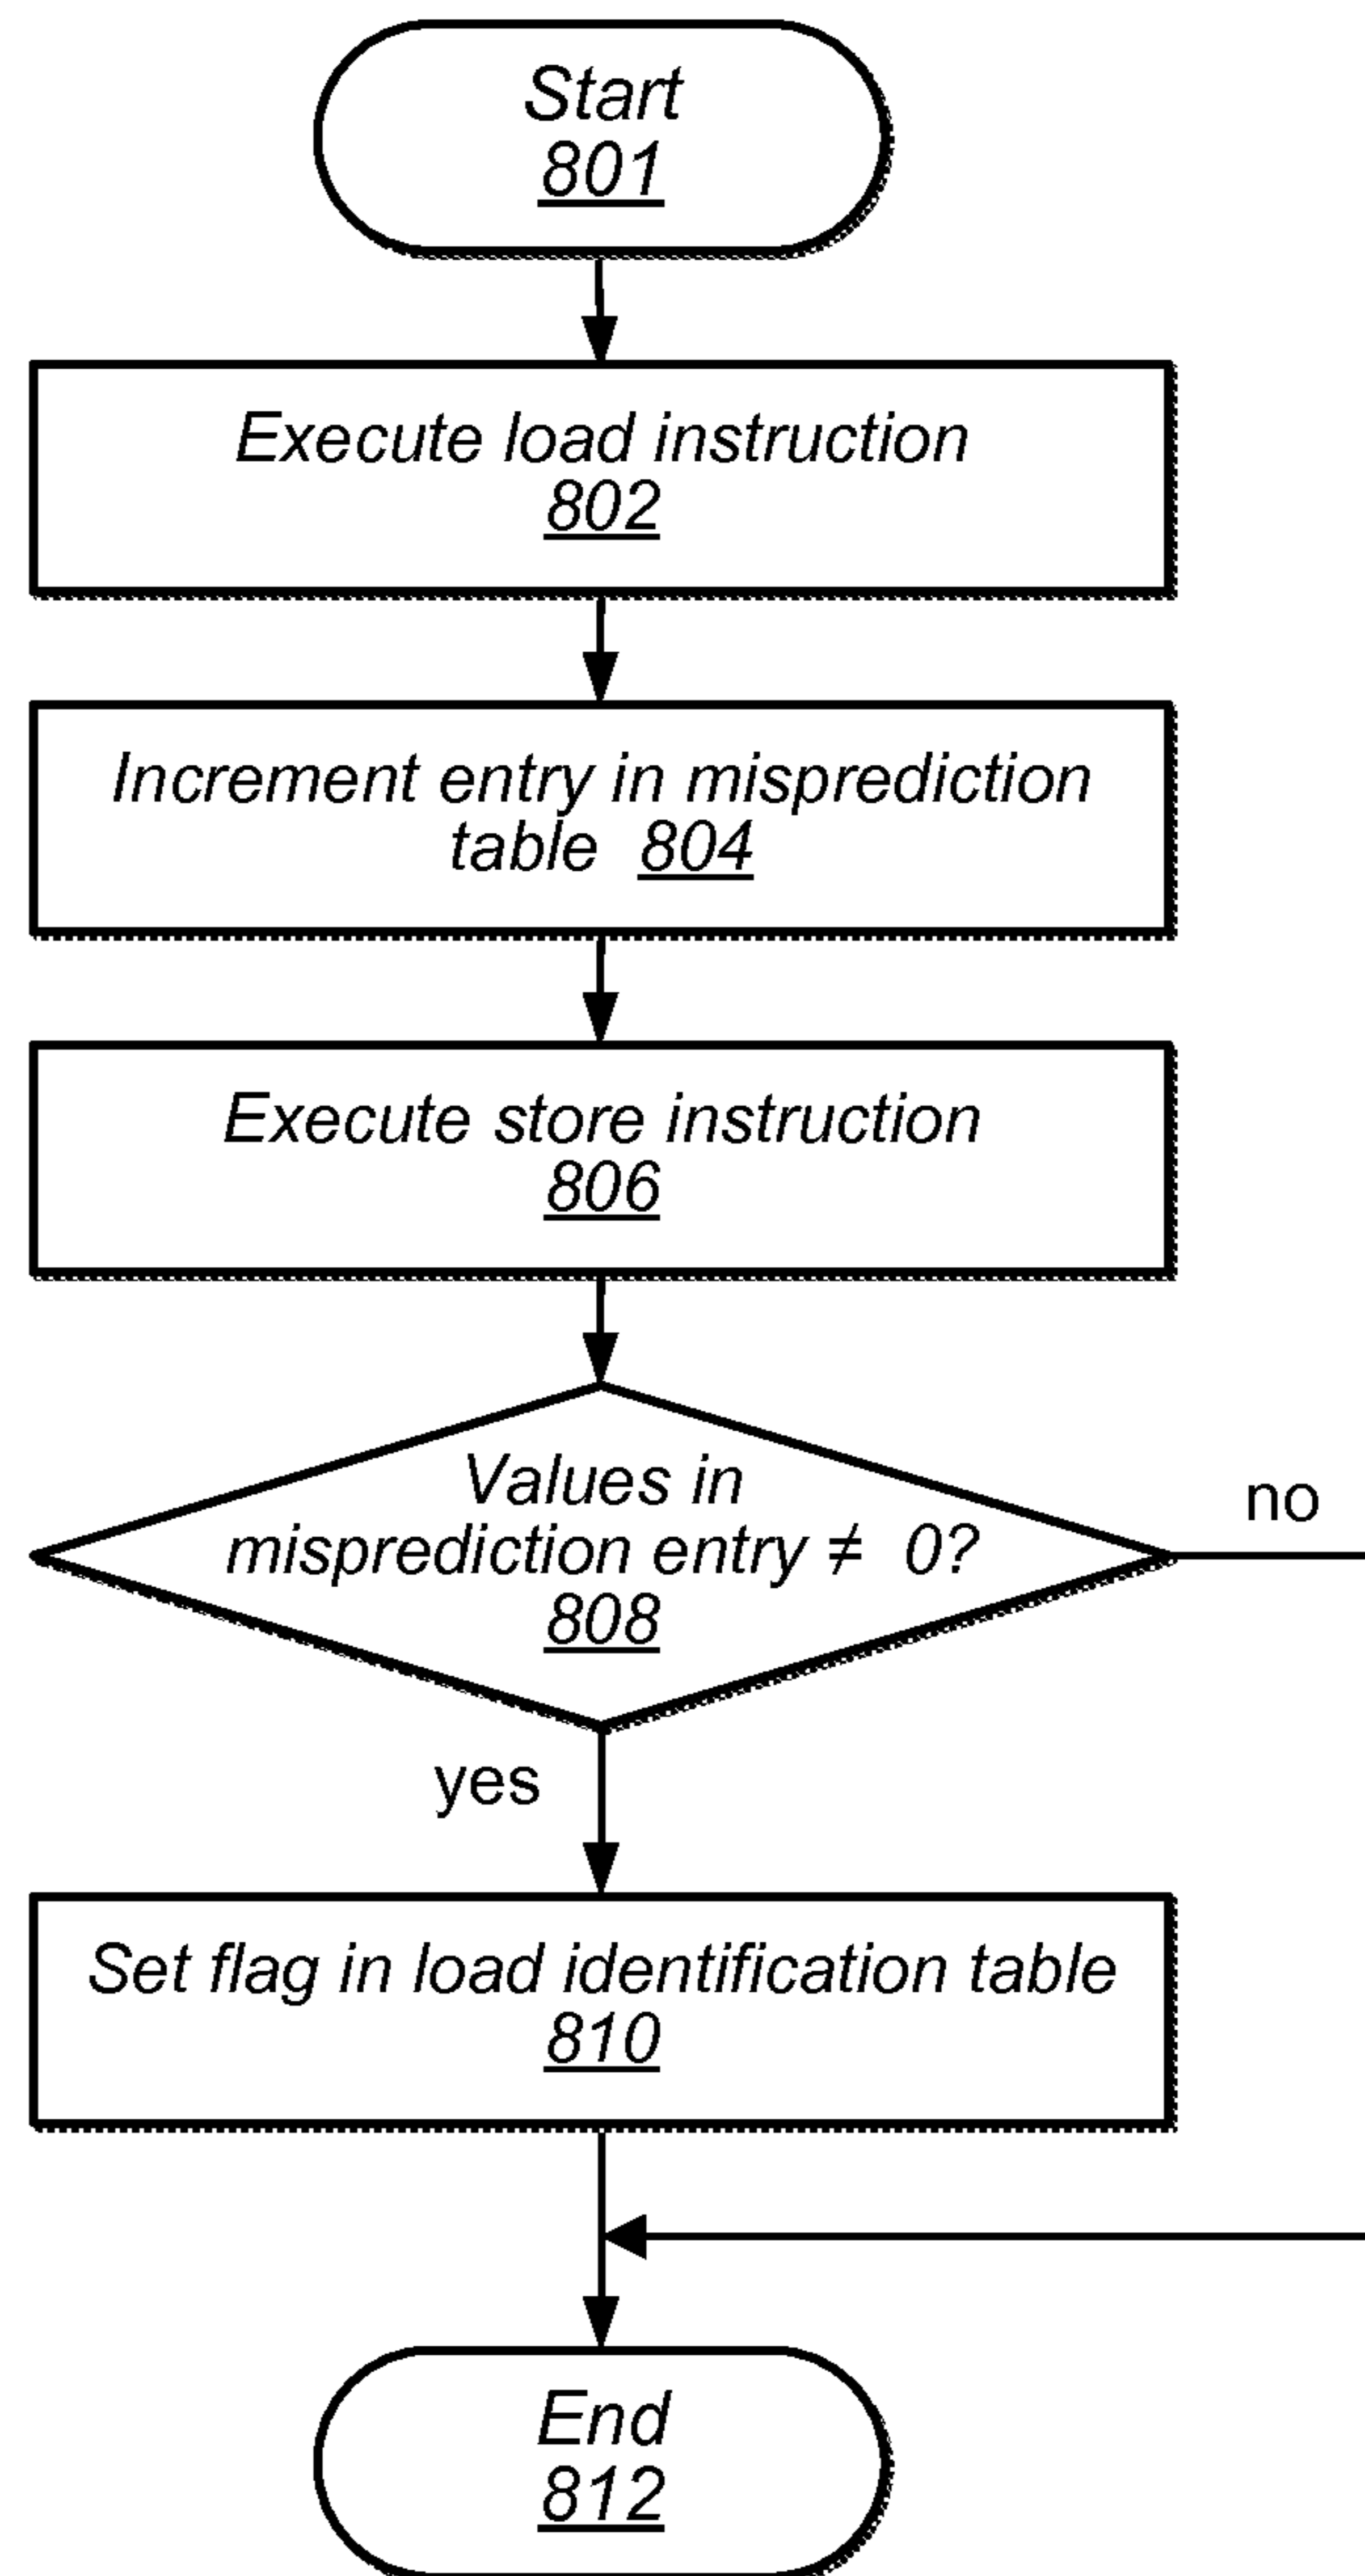 Start
801
Execute load instruction
802
Increment entry in misprediction
table 804
Execute store instruction
806
Values in
misprediction entry ≠ 0?
808
no
yes
Set flag in load identification table
810
End
812